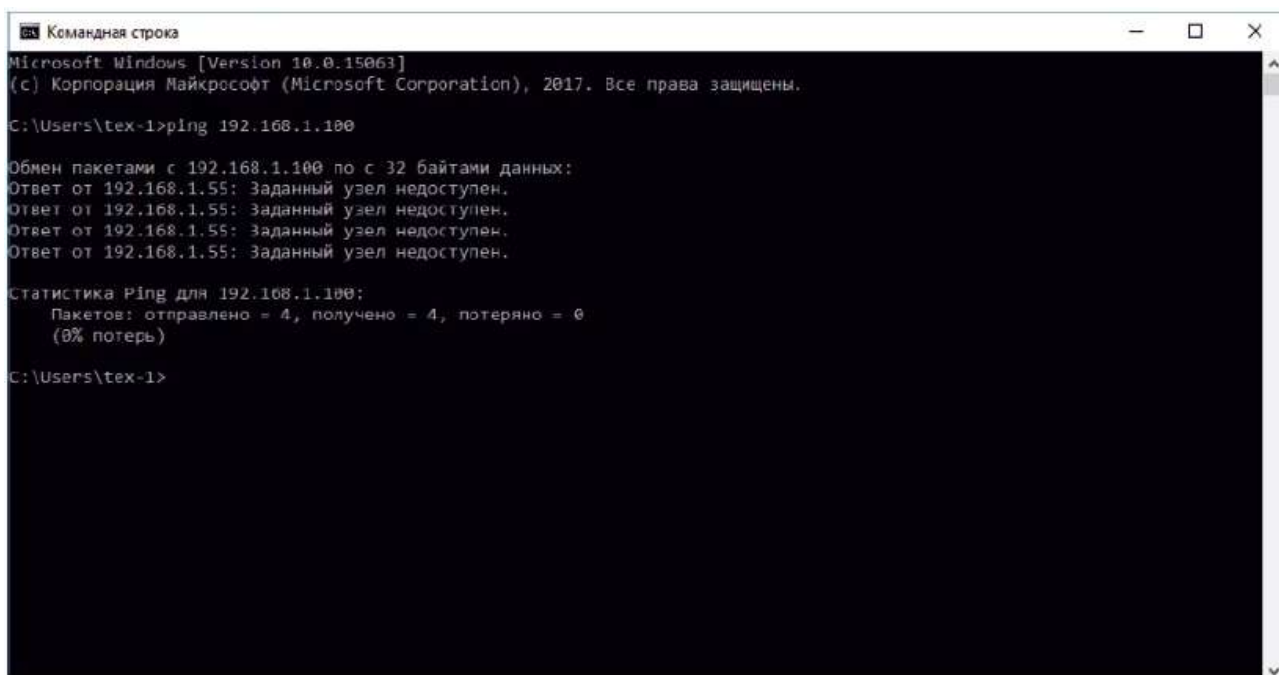 Командная строка
Microsoft Windows [Version 10.0.15063]
(c) Корпорация Майкрософт (Microsoft Corporation), 2017. Все права защищены.
C:\Users\tex-1>ping 192.168.1.100
Обмен пакетами с 192.168.1.100 по с 32 байтами данных:
Ответ от 192.168.1.55: Заданный узел недоступен.
Ответ от 192.168.1.55: Заданный узел недоступен.
Ответ от 192.168.1.55: Заданный узел недоступен.
Ответ от 192.168.1.55: Заданный узел недоступен.
Статистика Ping для 192.168.1.100:
Пакетов: отправлено = 4, получено = 4, потеряно = 0
(0% потерь)
C:\Users\tex-1>